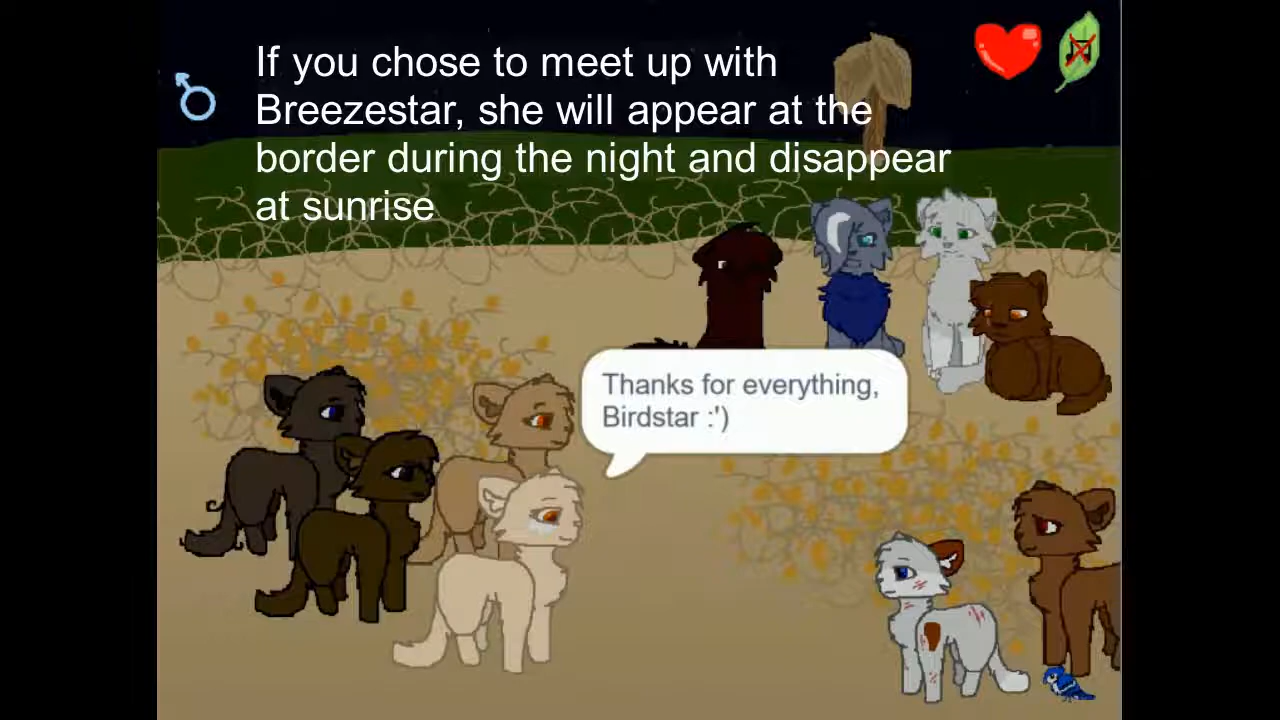 If you chose to meet up with
Breezestar, she will appear at the
border during the night and disappear
at sunrise
Thanks for everything,
Birdstar :')